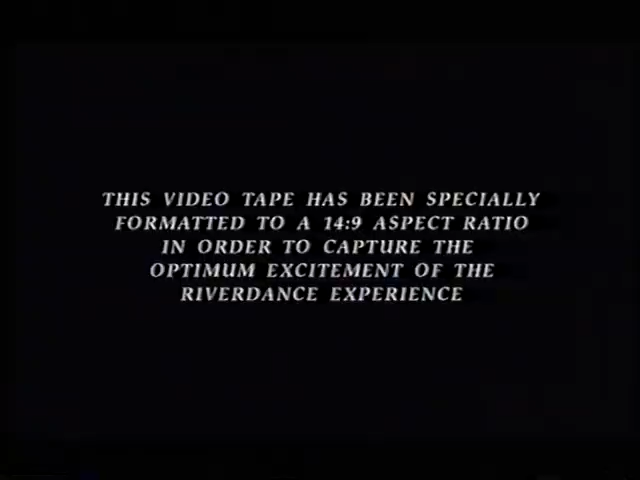 THIS VIDEO TAPE HAS BEEN SPECIALLY
FORMATTED TO A 14:9 ASPECT RATIO
IN ORDER TO CAPTURE THE
OPTIMUM EXCITEMENT OF THE
RIVERDANCE EXPERIENCE